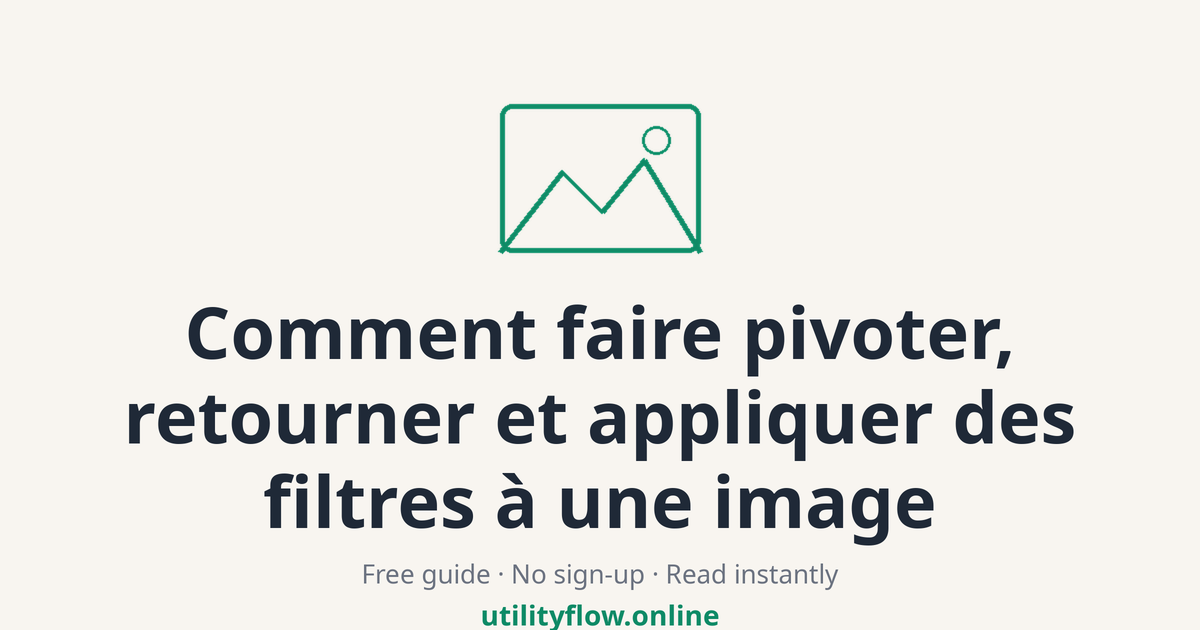 Comment faire pivoter,
retourner et appliquer des
filtres à une image
Free guide · No sign-up · Read instantly
utilityflow.online